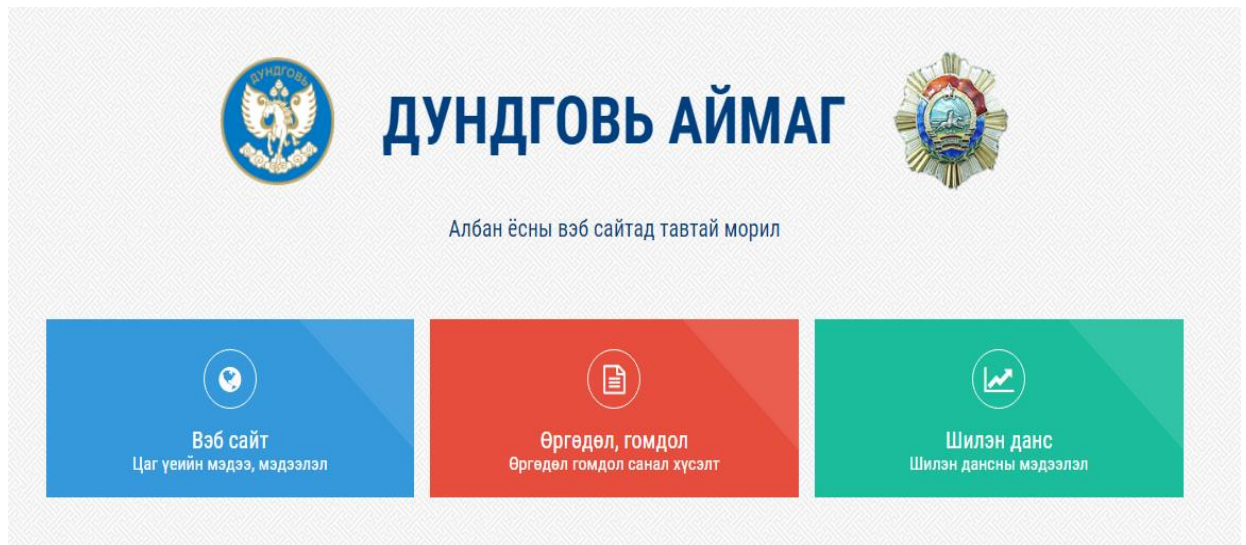 ДУНДГОВЬ
ДУНДГОВЬ АЙМАГ
Албан ёсны вэб сайтад тавтай морил
Вэб сайт
Цаг үеийн мэдээ, мэдээлэл
Өргөдөл, гомдол
Өргөдөл гомдол санал хүсэлт
Шилэн данс
Шилэн дансны мэдээлэл